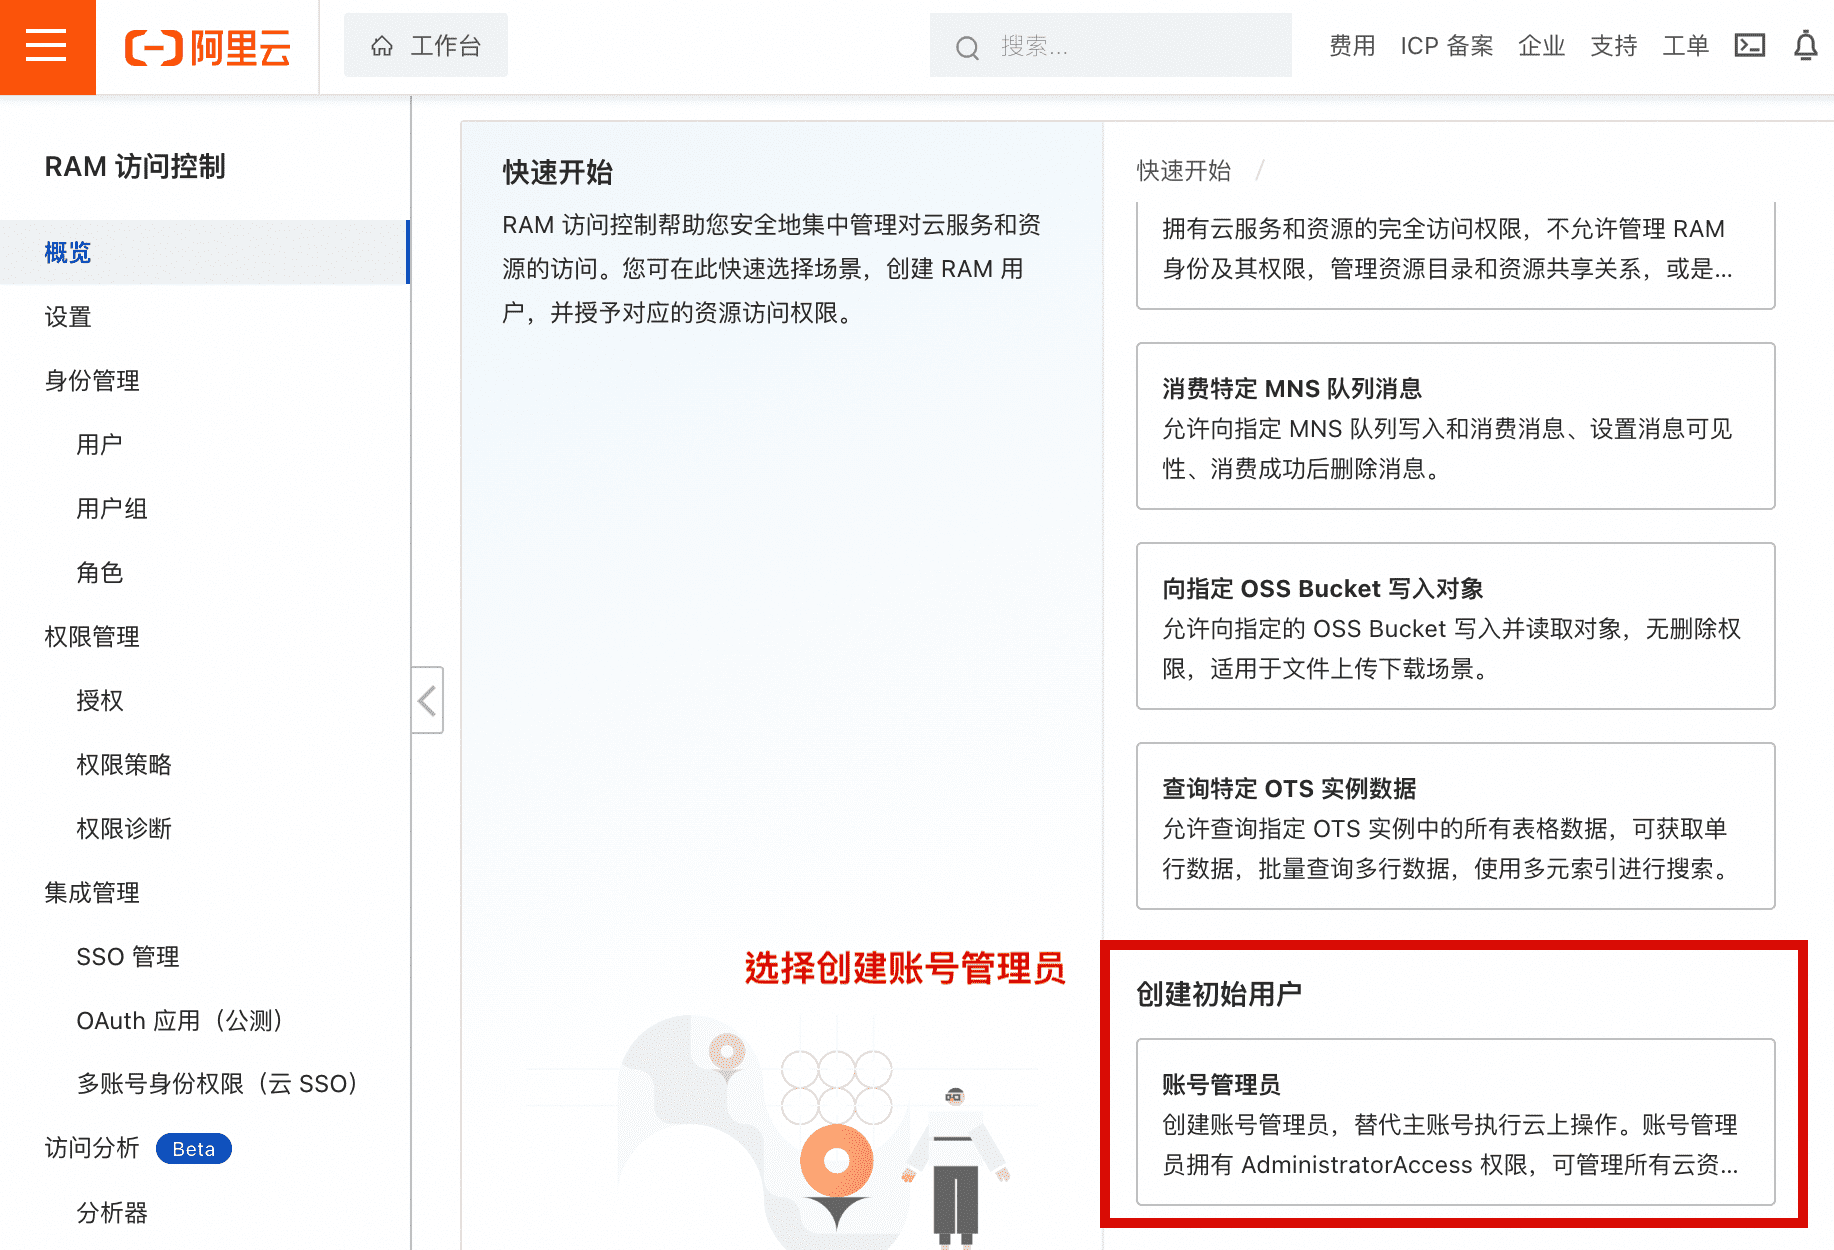 阿里云
工作台
搜索...
费用
ICP 备案
企业
支持
工单
RAM 访问控制
概览
设置
身份管理
用户
用户组
角色
权限管理
授权
权限策略
权限诊断
集成管理
SSO 管理
OAuth 应用（公测）
多账号身份权限（云 SSO）
访问分析 Beta
分析器
快速开始
RAM 访问控制帮助您安全地集中管理对云服务和资
源的访问。您可在此快速选择场景，创建 RAM 用
户，并授予对应的资源访问权限。
选择创建账号管理员
快速开始 /
拥有云服务和资源的完全访问权限，不允许管理 RAM
身份及其权限，管理资源目录和资源共享关系，或是...
消费特定 MNS 队列消息
允许向指定 MNS 队列写入和消费消息、设置消息可见
性、消费成功后删除消息。
向指定 OSS Bucket 写入对象
允许向指定的 OSS Bucket 写入并读取对象，无删除权
限，适用于文件上传下载场景。
查询特定 OTS 实例数据
允许查询指定 OTS 实例中的所有表格数据，可获取单
行数据，批量查询多行数据，使用多元索引进行搜索。
创建初始用户
账号管理员
创建账号管理员，替代主账号执行云上操作。账号管理
员拥有 AdministratorAccess 权限，可管理所有云资...